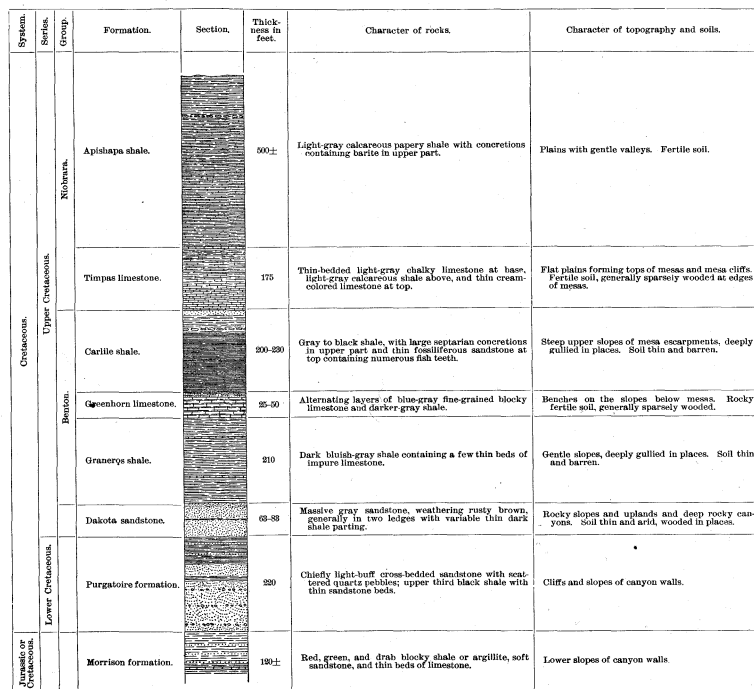 System.
Series.
Group.
Formation.
Section.
Thick-
ness in
feet.
Character of rocks.
Character of topography and soils.
Cretaceous.
Upper Cretaceous.
Niobrara.
Apishapa shale.
500±
Light-gray calcareous papery shale with concretions
containing barite in upper part.
Plains with gentle valleys. Fertile soil.
Timpas limestone.
175
Thin-bedded light-gray chalky limestone at base,
light-gray calcareous shale above, and thin cream-
colored limestone at top.
Flat plains forming tops of mesas and mesa cliffs.
Fertile soil, generally sparsely wooded at edges
of mesas.
Benton.
Carlile shale.
200–230
Gray to black shale, with large septarian concretions
in upper part and thin fossiliferous sandstone at
top containing numerous fish teeth.
Steep upper slopes of mesa escarpments, deeply
gullied in places. Soil thin and barren.
Greenhorn limestone.
25–50
Alternating layers of blue-gray fine-grained blocky
limestone and darker-gray shale.
Benches on the slopes below mesas. Rocky
fertile soil, generally sparsely wooded.
Graneros shale.
210
Dark bluish-gray shale containing a few thin beds of
impure limestone.
Gentle slopes, deeply gullied in places. Soil thin
and barren.
Dakota sandstone.
63–83
Massive gray sandstone, weathering rusty brown,
generally in two ledges with variable thin dark
shale parting.
Rocky slopes and uplands and deep rocky can-
yons. Soil thin and arid, wooded in places.
Lower Cretaceous.
Purgatoire formation.
220
Chiefly light-buff cross-bedded sandstone with scat-
tered quartz pebbles; upper third black shale with
thin sandstone beds.
Cliffs and slopes of canyon walls.
Jurassic or
Cretaceous.
Morrison formation.
120±
Red, green, and drab blocky shale or argillite, soft
sandstone, and thin beds of limestone.
Lower slopes of canyon walls.